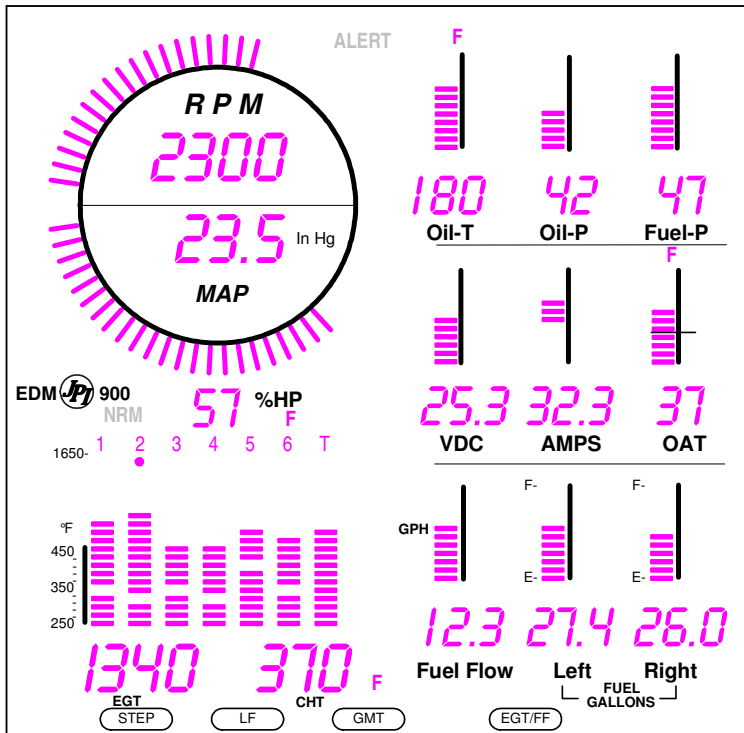 ALERT
F
R P M
2300
23.5 In Hg
MAP
180 42 47
Oil-T Oil-P Fuel-P
F
EDM JPI 900
NRM
57 %HP
F
25.3 32.3 37
VDC AMPS OAT
1650-
1 2 3 4 5 6 T
ºF
450
350
250
F- F-
GPH
E- E-
1340 370 F
EGT CHT
12.3 27.4 26.0
Fuel Flow Left Right
FUEL
GALLONS
STEP LF GMT EGT/FF